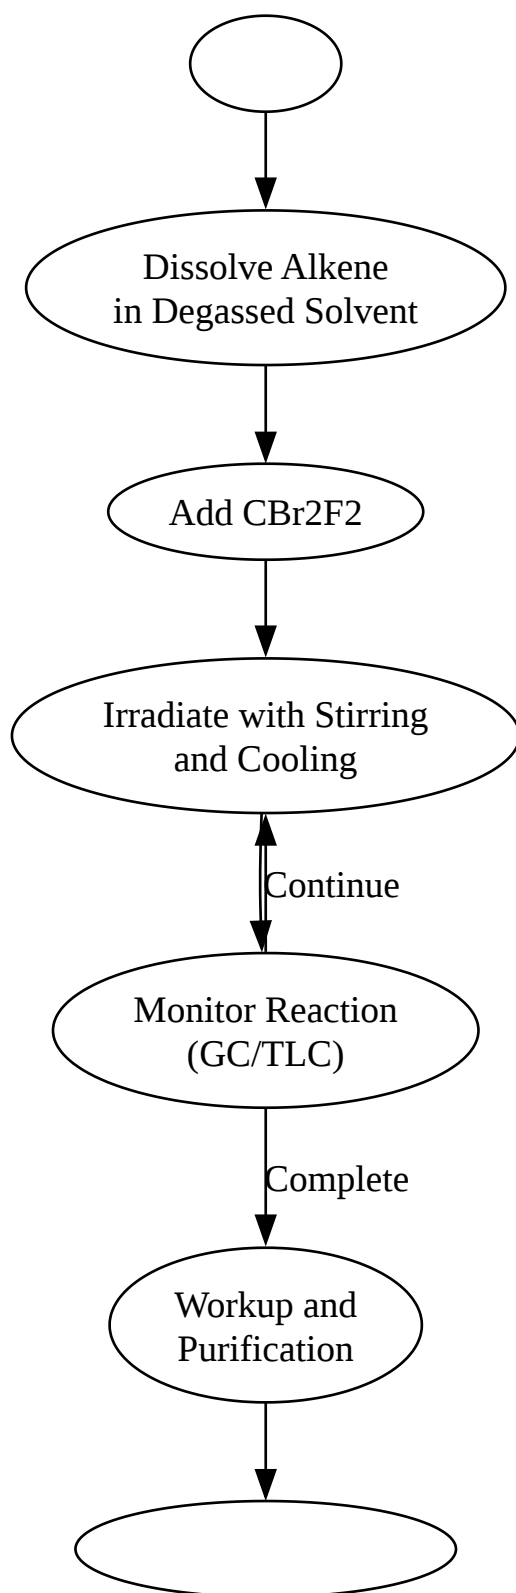 Dissolve Alkene
in Degassed Solvent
Add CBr2F2
Irradiate with Stirring
and Cooling
Continue
Monitor Reaction
(GC/TLC)
Complete
Workup and
Purification